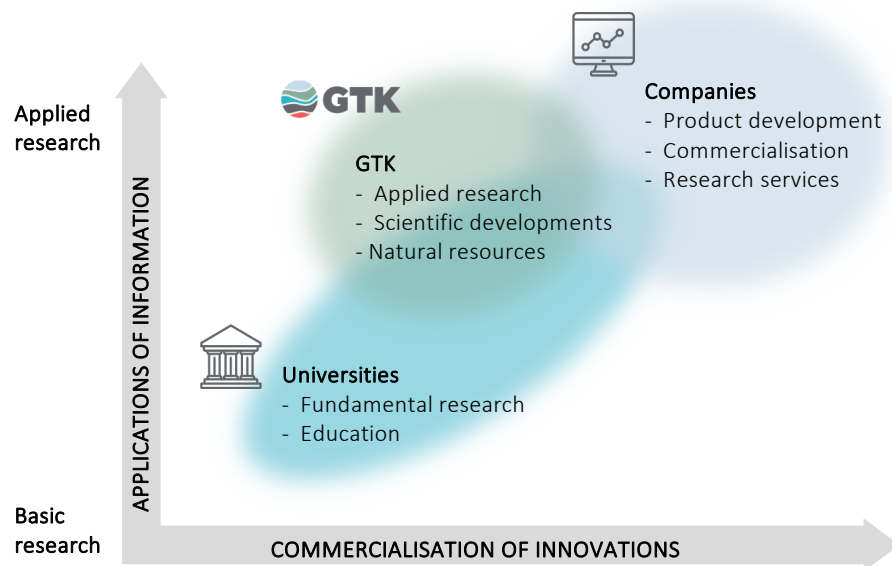 Applied
research
APPLICATIONS OF INFORMATION
Basic
research
GTK
GTK
-  Applied research
-  Scientific developments
- Natural resources
Companies
-  Product development
-  Commercialisation
-  Research services
Universities
-  Fundamental research
-  Education
COMMERCIALISATION OF INNOVATIONS